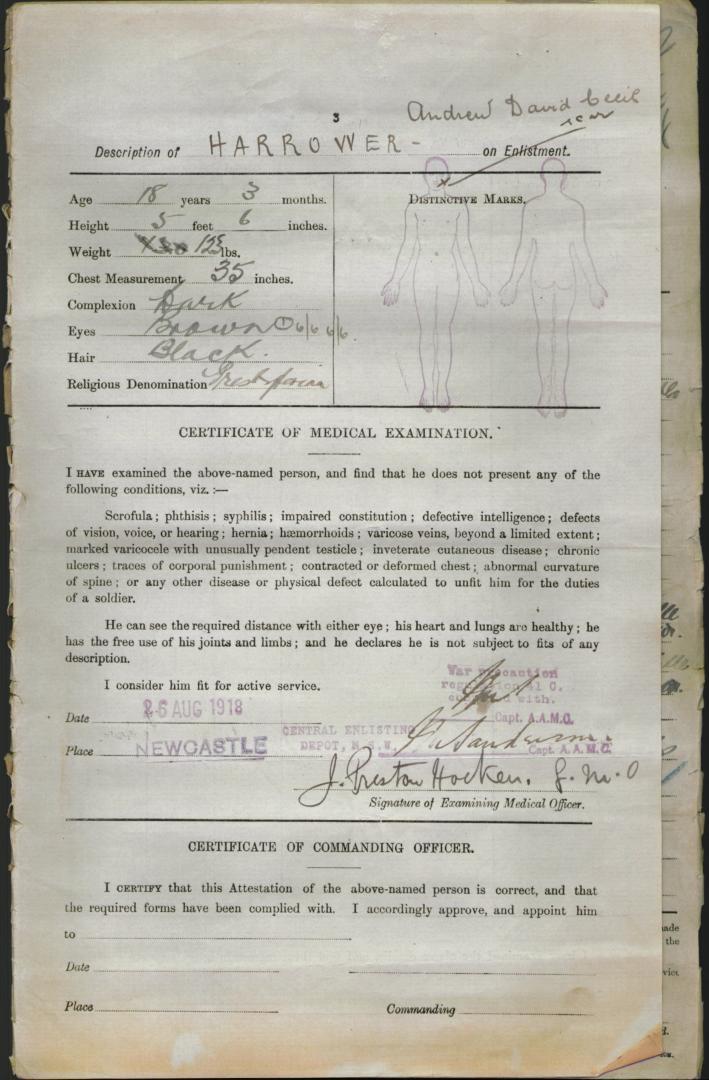 3
Andrew David Cecil
scar
Description of HARROWER - on Enlistment.
Age 18 years 3 months.
DISTINCTIVE MARKS.
Height 5 feet 6 inches.
Weight 125 lbs.
Chest Measurement 35 inches.
Complexion Dark
Eyes Brown 6/6 6/6
Hair Black.
Religious Denomination Presbyterian
CERTIFICATE OF MEDICAL EXAMINATION.
I HAVE examined the above-named person, and find that he does not present any of the
following conditions, viz. :—
Scrofula; phthisis; syphilis; impaired constitution; defective intelligence; defects
of vision, voice, or hearing; hernia; hæmorrhoids; varicose veins, beyond a limited extent;
marked varicocele with unusually pendent testicle; inveterate cutaneous disease; chronic
ulcers; traces of corporal punishment; contracted or deformed chest; abnormal curvature
of spine; or any other disease or physical defect calculated to unfit him for the duties
of a soldier.
He can see the required distance with either eye; his heart and lungs are healthy; he
has the free use of his joints and limbs; and he declares he is not subject to fits of any
description.
I consider him fit for active service.
War Precaution
with.
Date 26 AUG 1918
Capt. A.A.M.C.
CENTRAL ENLISTING
DEPOT, N.S.W.
Capt. A.A.M.C.
Place NEWCASTLE
J. Preston Hocken. G.M.O
Signature of Examining Medical Officer.
CERTIFICATE OF COMMANDING OFFICER.
I CERTIFY that this Attestation of the above-named person is correct, and that
the required forms have been complied with. I accordingly approve, and appoint him
to
Date
Place Commanding